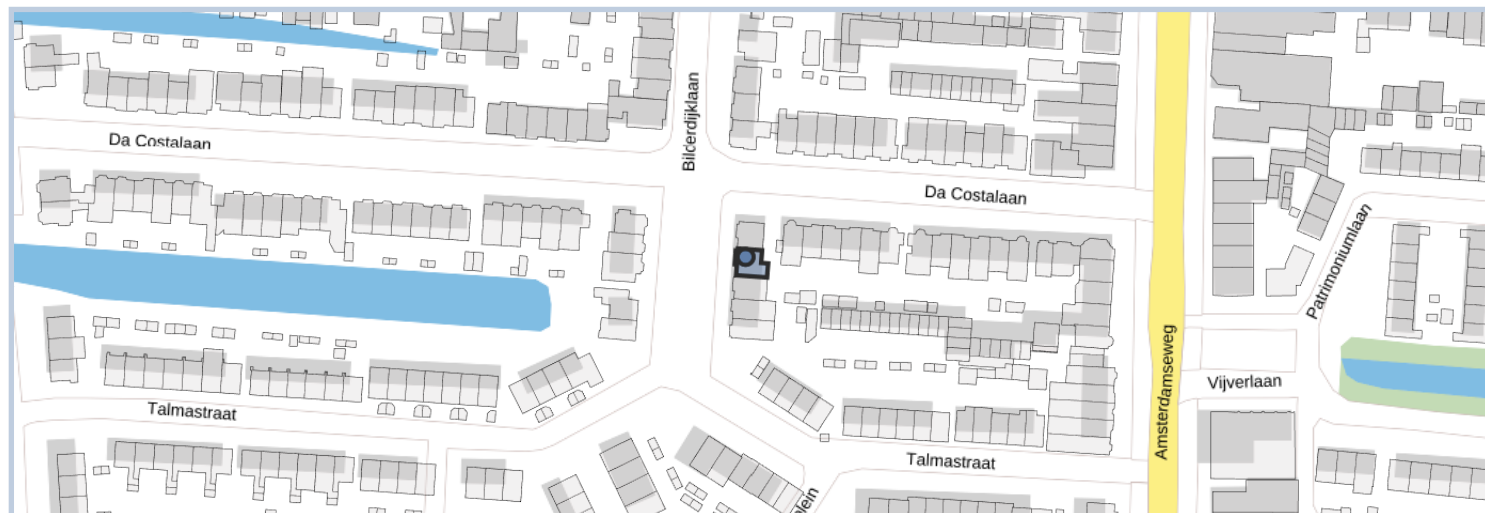 Da Costalaan
Bilderdijklaan
Da Costalaan
Patrimoniumlaan
Amsterdamseweg
Vijverlaan
Talmastraat
Talmastraat